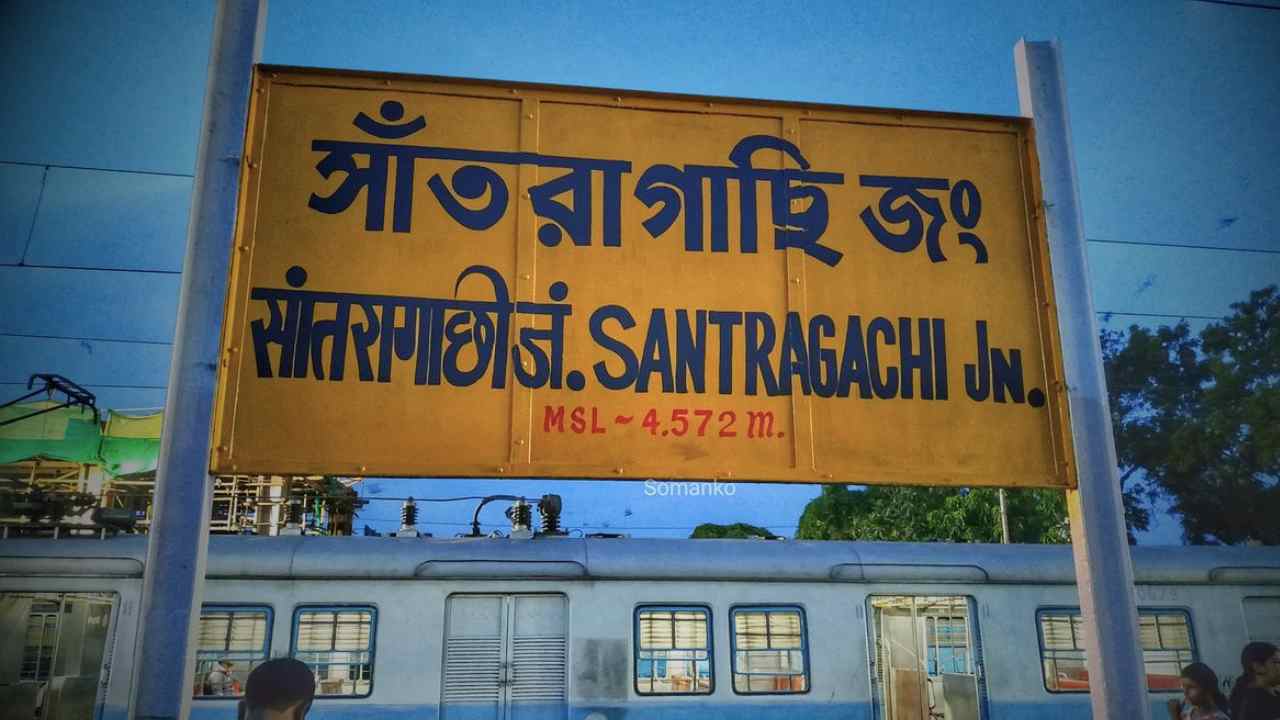 সাঁতরাগাছি জং
सांतरागाछी जं. SANTRAGACHI JN.
MSL ~ 4.572 m.
Somanko